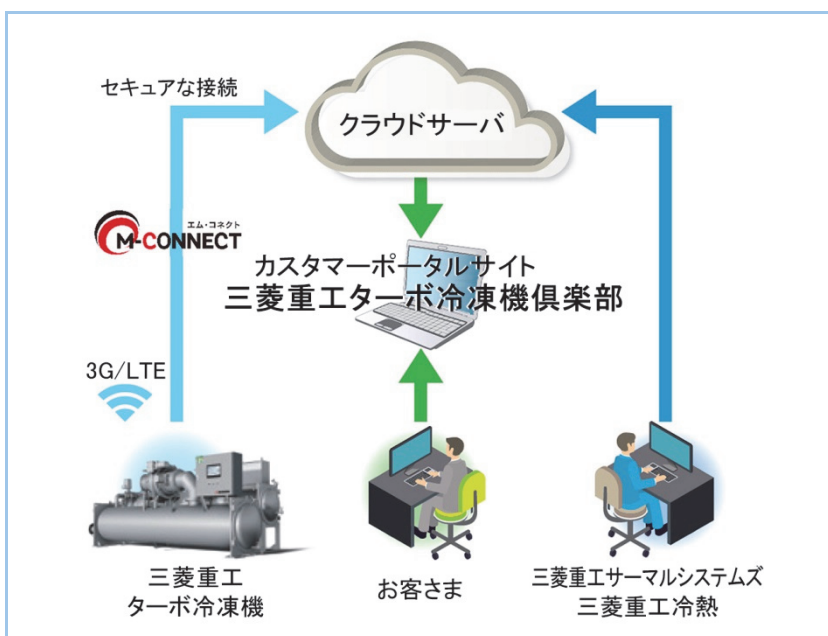 セキュアな接続
クラウドサーバ
エム・コネクト
M-CONNECT
カスタマーポータルサイト
三菱重工ターボ冷凍機倶楽部
3G/LTE
三菱重工
ターボ冷凍機
お客さま
三菱重工サーマルシステムズ
三菱重工冷熱